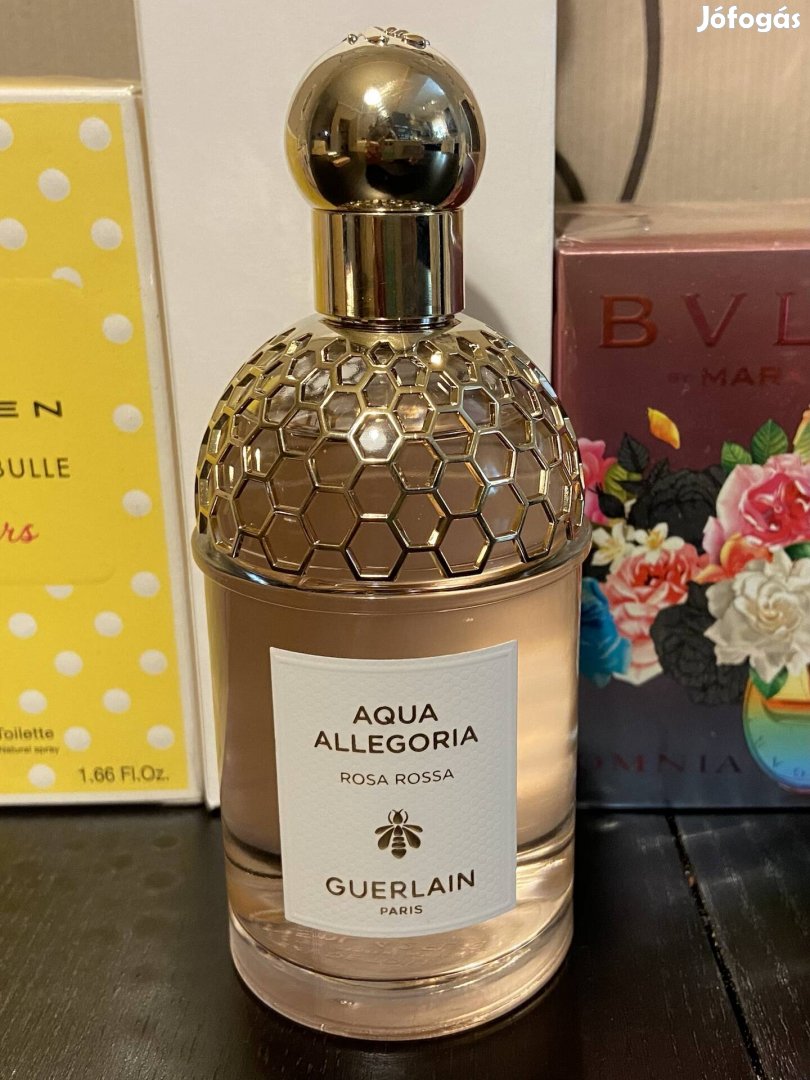 Jófogás
EN
BULLE
rs
Toilette
Natural spray
1.66 Fl.Oz.
AQUA
ALLEGORIA
ROSA ROSSA
GUERLAIN
PARIS
BVL
BY MAR
OMNIA